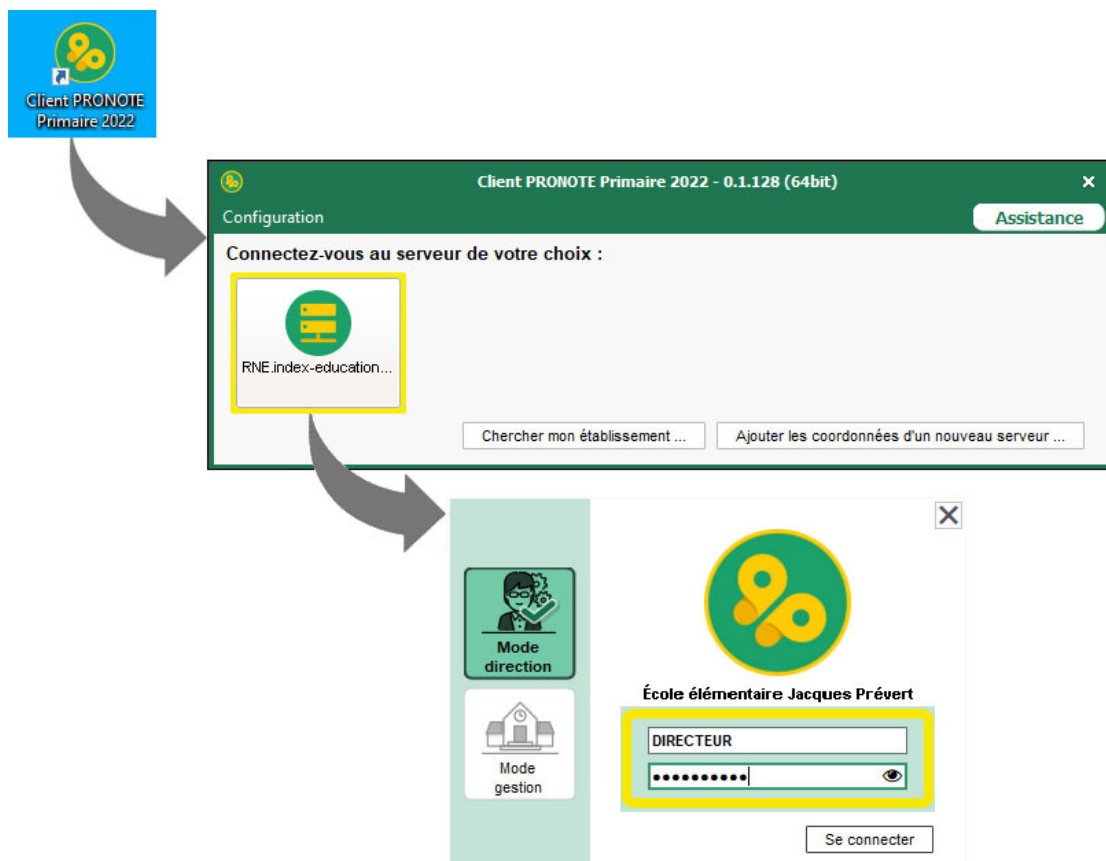 Client PRONOTE
Primaire 2022
Client PRONOTE Primaire 2022 - 0.1.128 (64bit)
Configuration
Assistance
Connectez-vous au serveur de votre choix :
RNE.index-education...
Chercher mon établissement ...
Ajouter les coordonnées d'un nouveau serveur ...
Mode
direction
École élémentaire Jacques Prévert
DIRECTEUR
Mode
gestion
Se connecter